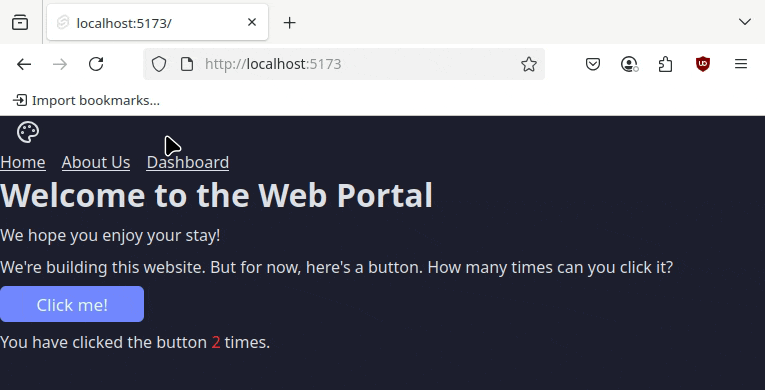 localhost:5173/
http://localhost:5173
Import bookmarks...
Home About Us Dashboard
Welcome to the Web Portal
We hope you enjoy your stay!
We're building this website. But for now, here's a button. How many times can you click it?
Click me!
You have clicked the button 2 times.